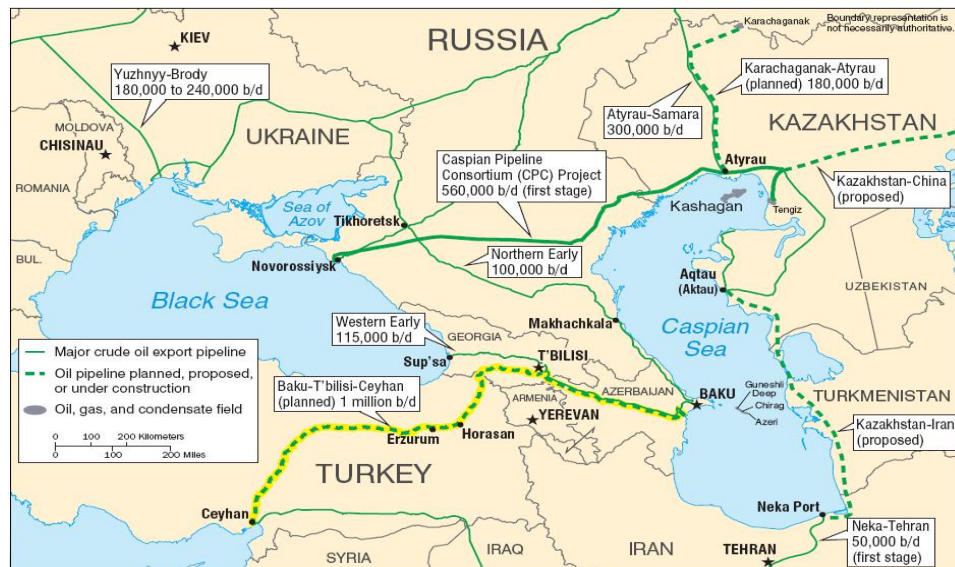 Karachaganak
Boundary representation is
not necessarily authoritative.
KIEV
RUSSIA
Yuzhnyy-Brody
180,000 to 240,000 b/d
Karachaganak-Atyrau
(planned) 180,000 b/d
Atyrau-Samara
300,000 b/d
MOLDOVA
CHISINAU
UKRAINE
KAZAKHSTAN
Caspian Pipeline
Consortium (CPC) Project
560,000 b/d (first stage)
Atyrau
Kazakhstan-China
(proposed)
ROMANIA
Sea of
Azov
Tikhoretsk
Kashagan
Tengiz
BUL.
Novorossiysk
Northern Early
100,000 b/d
Aqtau
(Aktau)
UZBEKISTAN
Black Sea
Caspian
Sea
Makhachkala
Western Early
115,000 b/d
GEORGIA
Major crude oil export pipeline
Oil pipeline planned, proposed,
or under construction
Oil, gas, and condensate field
Sup'sa
T'BILISI
Baku-T'bilisi-Ceyhan
(planned) 1 million b/d
AZERBAIJAN
ARMENIA
BAKU
Guneshli
Deep
Chirag
Azeri
TURKMENISTAN
YEREVAN
Erzurum
Horasan
Kazakhstan-Iran
(proposed)
0 100 200 Kilometers
0 100 200 Miles
TURKEY
Ceyhan
Neka Port
Neka-Tehran
50,000 b/d
(first stage)
SYRIA
IRAQ
IRAN
TEHRAN